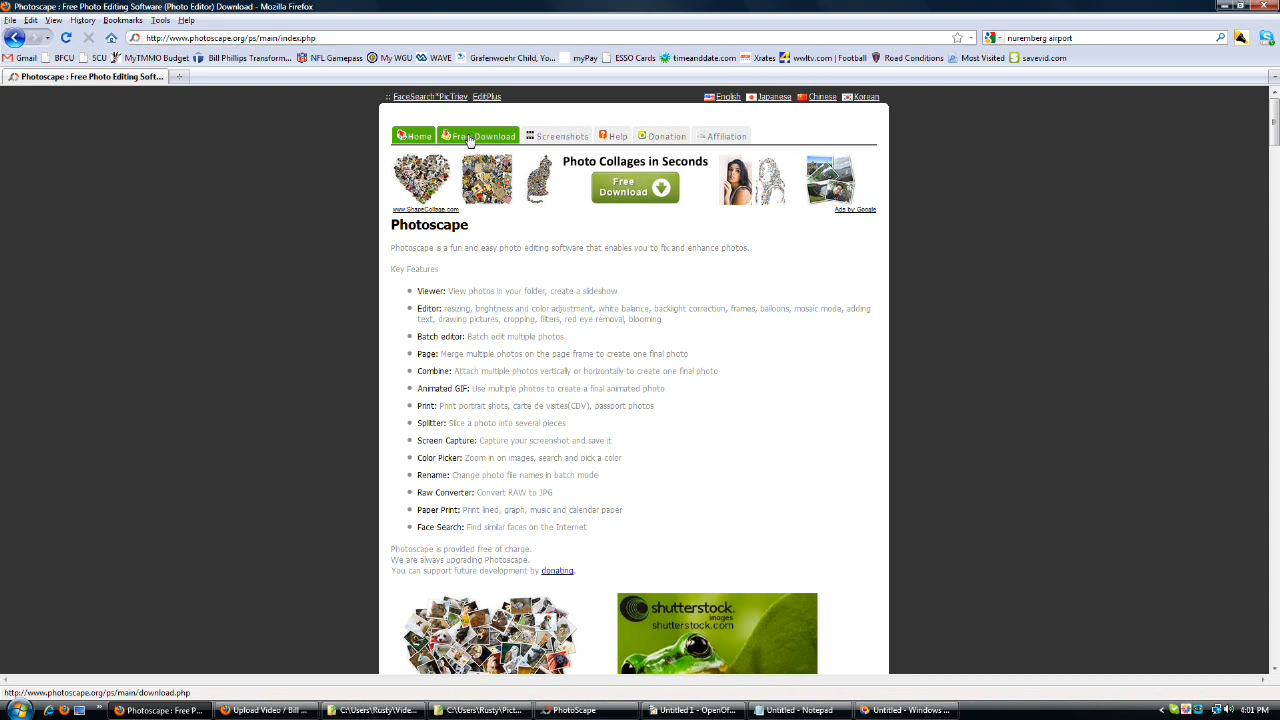 Photoscape : Free Photo Editing Software (Photo Editor) Download - Mozilla Firefox
File Edit View History Bookmarks Tools Help
http://www.photoscape.org/ps/main/index.php
nuremberg airport
Gmail BFCU SCU MyTMMO Budget Bill Phillips Transform... NFL Gamepass My WGU WAVE Grafenwoehr Child, Yo... myPay ESSO Cards timeanddate.com Xrates wwltv.com | Football Road Conditions Most Visited savevid.com
Photoscape : Free Photo Editing Soft...
:: FaceSearch*PicTriev EditPlus English Japanese Chinese Korean
Home Free Download Screenshots Help Donation Affiliation
Photo Collages in Seconds
Free
Download
www.ShapeCollage.com Ads by Google
Photoscape
Photoscape is a fun and easy photo editing software that enables you to fix and enhance photos.
Key Features
Viewer: View photos in your folder, create a slideshow
Editor: resizing, brightness and color adjustment, white balance, backlight correction, frames, balloons, mosaic mode, adding
text, drawing pictures, cropping, filters, red eye removal, blooming
Batch editor: Batch edit multiple photos
Page: Merge multiple photos on the page frame to create one final photo
Combine: Attach multiple photos vertically or horizontally to create one final photo
Animated GIF: Use multiple photos to create a final animated photo
Print: Print portrait shots, carte de visites(CDV), passport photos
Splitter: Slice a photo into several pieces
Screen Capture: Capture your screenshot and save it
Color Picker: Zoom in on images, search and pick a color
Rename: Change photo file names in batch mode
Raw Converter: Convert RAW to JPG
Paper Print: Print lined, graph, music and calendar paper
Face Search: Find similar faces on the Internet
Photoscape is provided free of charge.
We are always upgrading Photoscape.
You can support future development by donating.
shutterstock
images
shutterstock.com
http://www.photoscape.org/ps/main/download.php
Photoscape : Free P... Upload Video / Bill ... C:\Users\Rusty\Vide... C:\Users\Rusty\Pict... PhotoScape Untitled 1 - OpenOf... Untitled - Notepad Untitled - Windows ... 4:01 PM